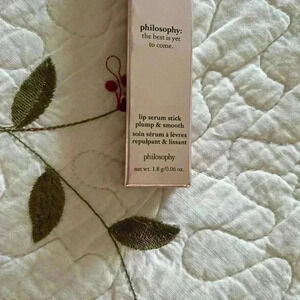 philosophy:
the best is yet
to come.
lip serum stick
plump & smooth
soin sérum à lèvres
repulpant & lissant
philosophy
net wt. 1.8 g/0.06 oz.